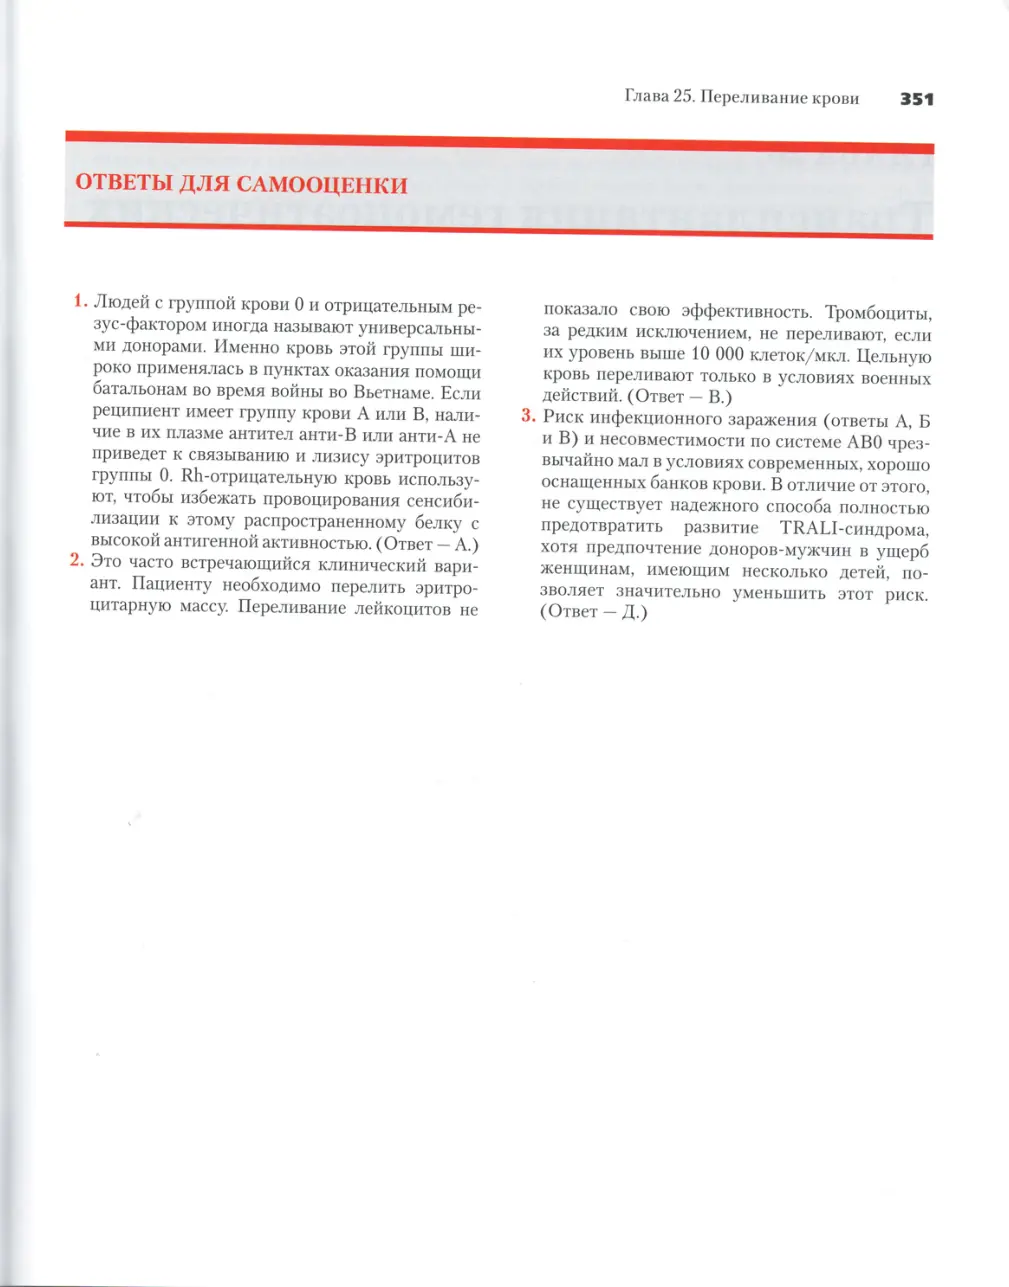 Глава 25. Переливание крови 351
ОТВЕТЫ ДЛЯ САМООЦЕНКИ
1. Людей с группой крови 0 и отрицательным ре-
зус-фактором иногда называют универсальны-
ми донорами. Именно кровь этой группы ши-
роко применялась в пунктах оказания помощи
батальонам во время войны во Вьетнаме. Если
реципиент имеет группу крови А или В, нали-
чие в их плазме антител анти-В или анти-А не
приведет к связыванию и лизису эритроцитов
группы 0. Rh-отрицательную кровь использу-
ют, чтобы избежать провоцирования сенсиби-
лизации к этому распространенному белку с
высокой антигенной активностью. (Ответ — А.)
2. Это часто встречающийся клинический вари-
ант. Пациенту необходимо перелить эритро-
цитарную массу. Переливание лейкоцитов не
показало свою эффективность. Тромбоциты,
за редким исключением, не переливают, если
их уровень выше 10 000 клеток/мкл. Цельную
кровь переливают только в условиях военных
действий. (Ответ — В.)
3. Риск инфекционного заражения (ответы А, Б
и В) и несовместимости по системе АВ0 чрез-
вычайно мал в условиях современных, хорошо
оснащенных банков крови. В отличие от этого,
не существует надежного способа полностью
предотвратить развитие TRALI-синдрома,
хотя предпочтение доноров-мужчин в ущерб
женщинам, имеющим несколько детей, по-
зволяет значительно уменьшить этот риск.
(Ответ — Д.)